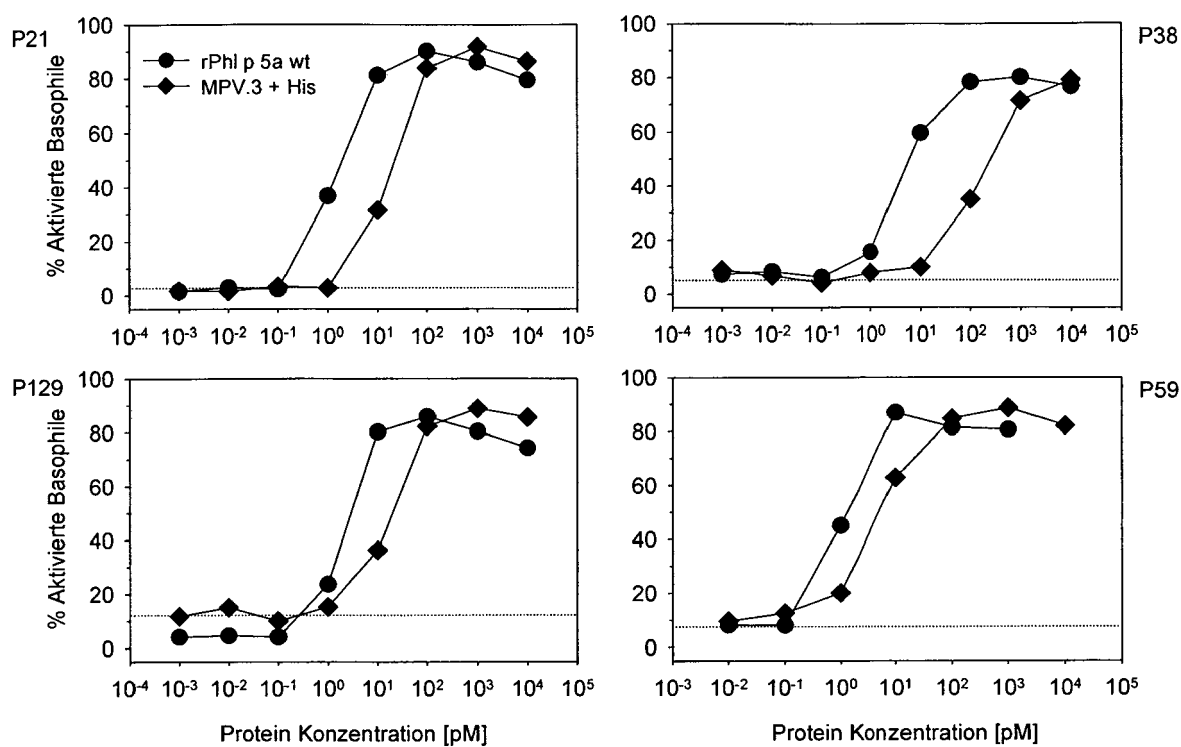 P21
% Aktivierte Basophile
100
80
60
40
20
0
rPhl p 5a wt
MPV.3 + His
10⁻⁴ 10⁻³ 10⁻² 10⁻¹ 10⁰ 10¹ 10² 10³ 10⁴ 10⁵
P38
100
80
60
40
20
0
10⁻⁴ 10⁻³ 10⁻² 10⁻¹ 10⁰ 10¹ 10² 10³ 10⁴ 10⁵
P129
% Aktivierte Basophile
100
80
60
40
20
0
10⁻⁴ 10⁻³ 10⁻² 10⁻¹ 10⁰ 10¹ 10² 10³ 10⁴ 10⁵
Protein Konzentration [pM]
P59
100
80
60
40
20
0
10⁻³ 10⁻² 10⁻¹ 10⁰ 10¹ 10² 10³ 10⁴ 10⁵
Protein Konzentration [pM]